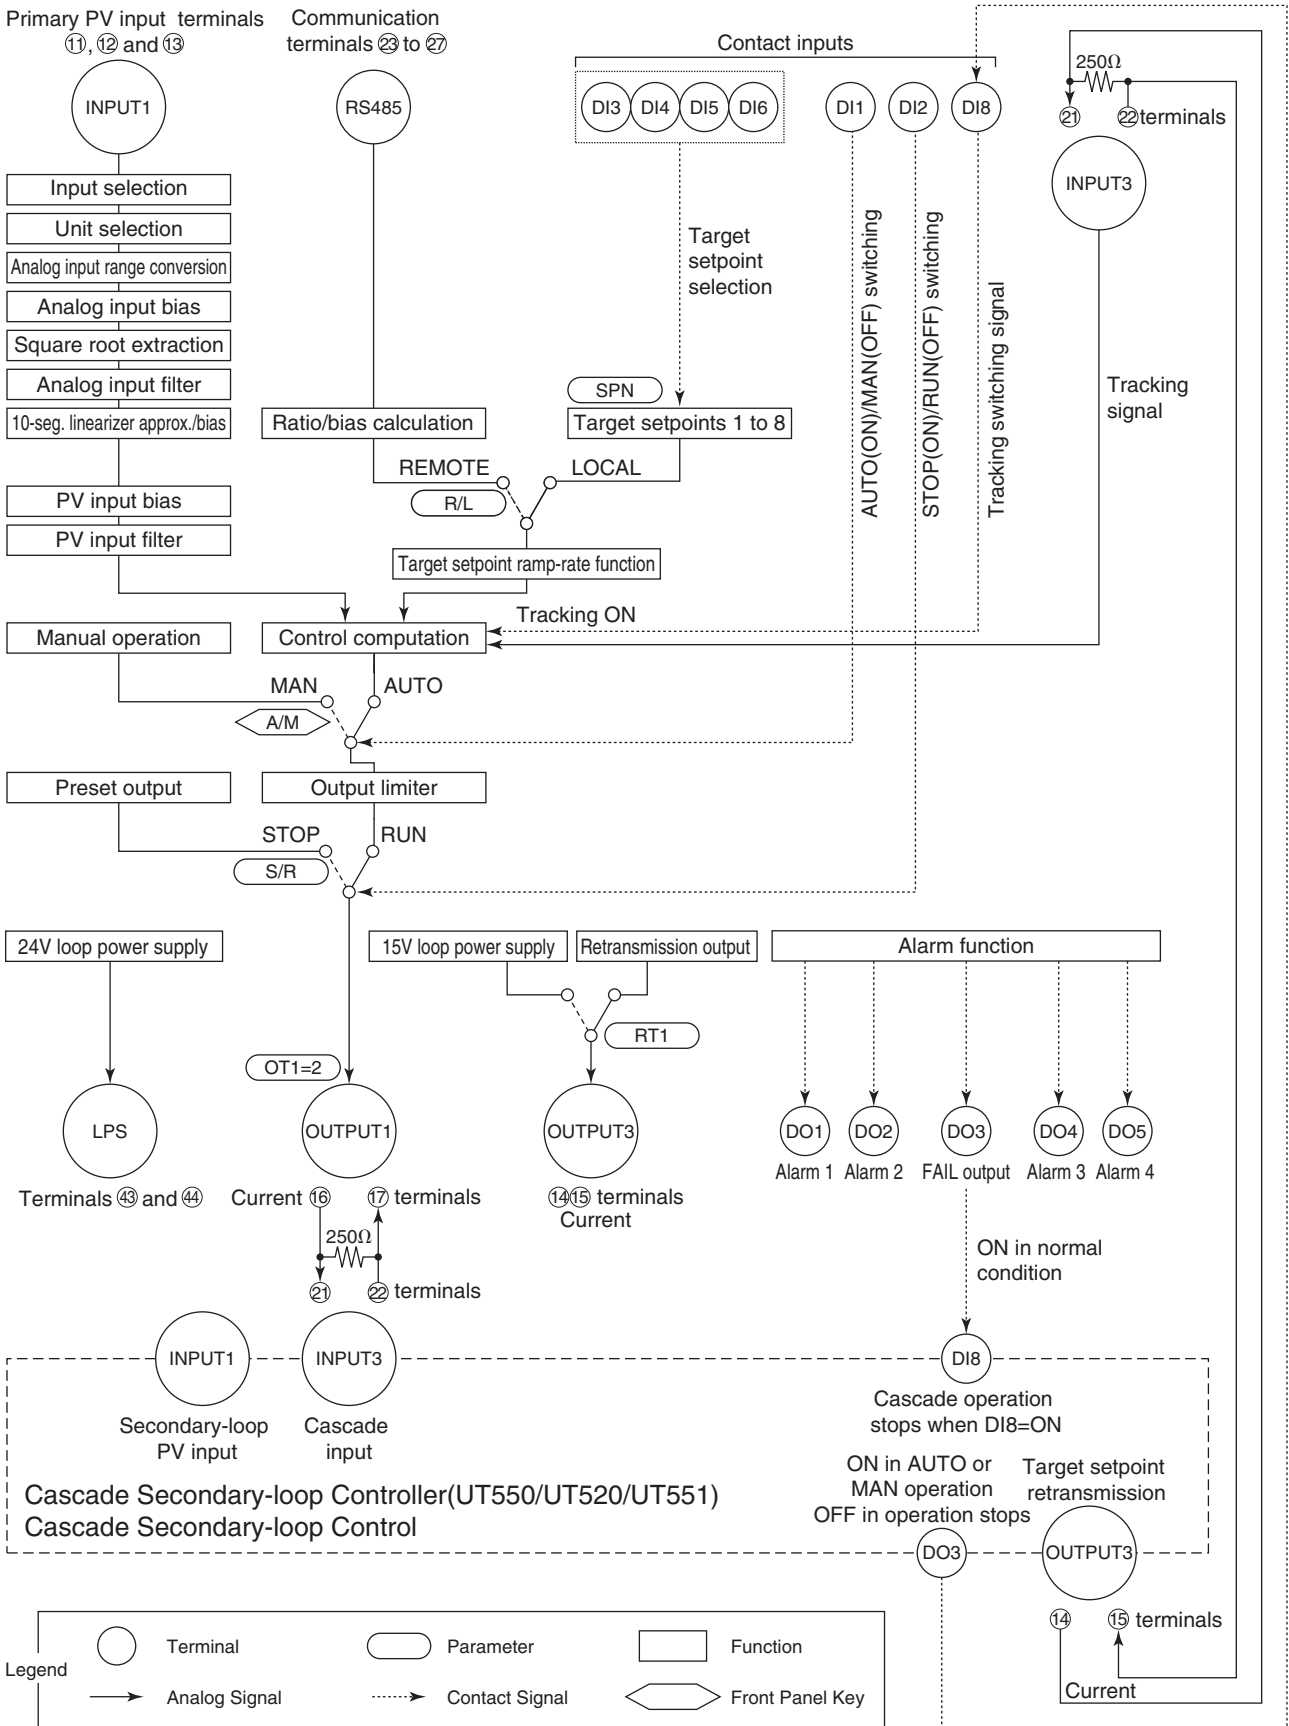 Primary PV input terminals
⑪, ⑫ and ⑬
Communication
terminals ㉓ to ㉗
Contact inputs
INPUT1
RS485
DI3
DI4
DI5
DI6
DI1
DI2
DI8
250Ω
㉑
㉒ terminals
INPUT3
Input selection
Unit selection
Analog input range conversion
Analog input bias
Square root extraction
Analog input filter
10-seg. linearizer approx./bias
PV input bias
PV input filter
Target
setpoint
selection
AUTO(ON)/MAN(OFF) switching
STOP(ON)/RUN(OFF) switching
Tracking switching signal
Tracking
signal
SPN
Ratio/bias calculation
Target setpoints 1 to 8
REMOTE
LOCAL
R/L
Target setpoint ramp-rate function
Tracking ON
Manual operation
Control computation
MAN
AUTO
A/M
Preset output
Output limiter
STOP
RUN
S/R
24V loop power supply
15V loop power supply
Retransmission output
Alarm function
RT1
OT1=2
LPS
OUTPUT1
OUTPUT3
DO1
DO2
DO3
DO4
DO5
Alarm 1
Alarm 2
FAIL output
Alarm 3
Alarm 4
Terminals ㊸ and ㊹
Current ⑯
⑰ terminals
⑭⑮ terminals
Current
250Ω
㉑
㉒ terminals
ON in normal
condition
INPUT1
INPUT3
DI8
Secondary-loop
PV input
Cascade
input
Cascade operation
stops when DI8=ON
ON in AUTO or
MAN operation
OFF in operation stops
Target setpoint
retransmission
Cascade Secondary-loop Controller(UT550/UT520/UT551)
Cascade Secondary-loop Control
DO3
OUTPUT3
⑭
⑮ terminals
Current
Legend
Terminal
Parameter
Function
Analog Signal
Contact Signal
Front Panel Key